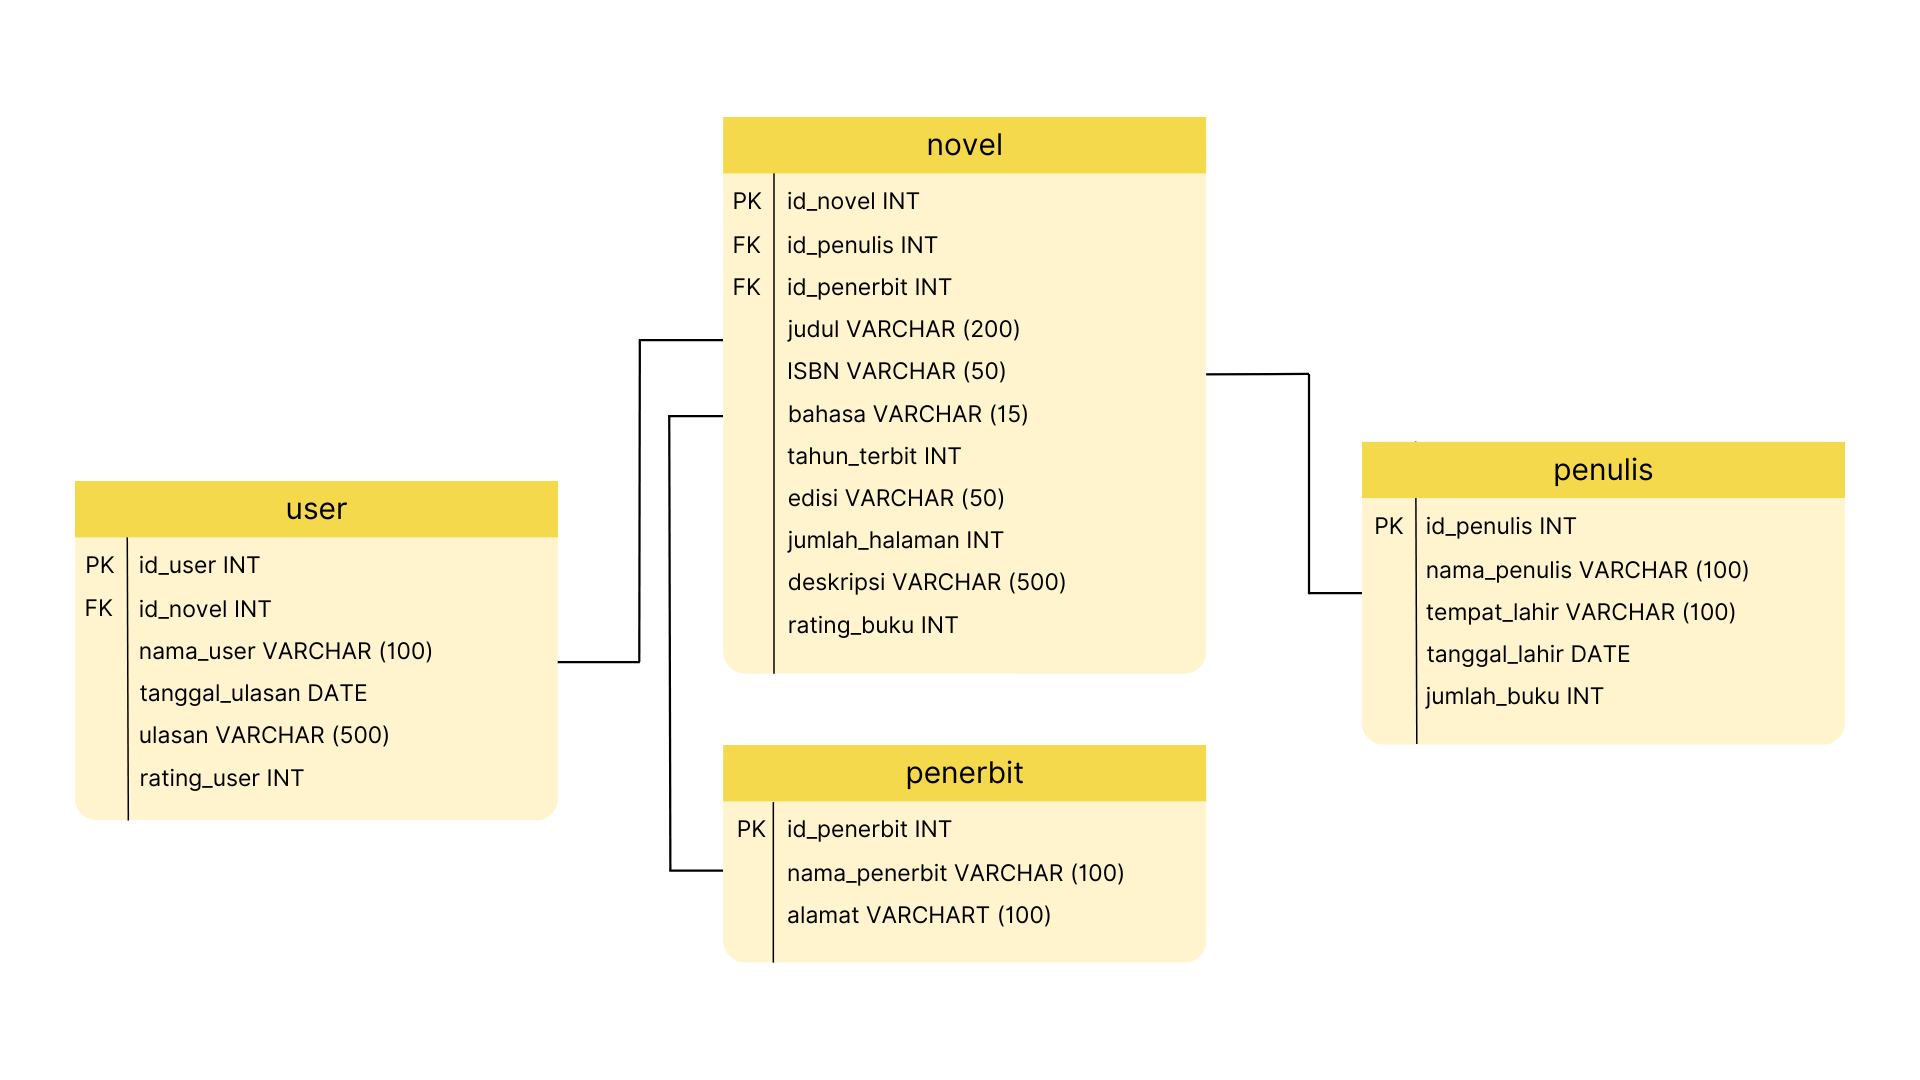 novel
PK id_novel INT
FK id_penulis INT
FK id_penerbit INT
judul VARCHAR (200)
ISBN VARCHAR (50)
bahasa VARCHAR (15)
tahun_terbit INT
edisi VARCHAR (50)
jumlah_halaman INT
deskripsi VARCHAR (500)
rating_buku INT
user
PK id_user INT
FK id_novel INT
nama_user VARCHAR (100)
tanggal_ulasan DATE
ulasan VARCHAR (500)
rating_user INT
penerbit
PK id_penerbit INT
nama_penerbit VARCHAR (100)
alamat VARCHART (100)
penulis
PK id_penulis INT
nama_penulis VARCHAR (100)
tempat_lahir VARCHAR (100)
tanggal_lahir DATE
jumlah_buku INT